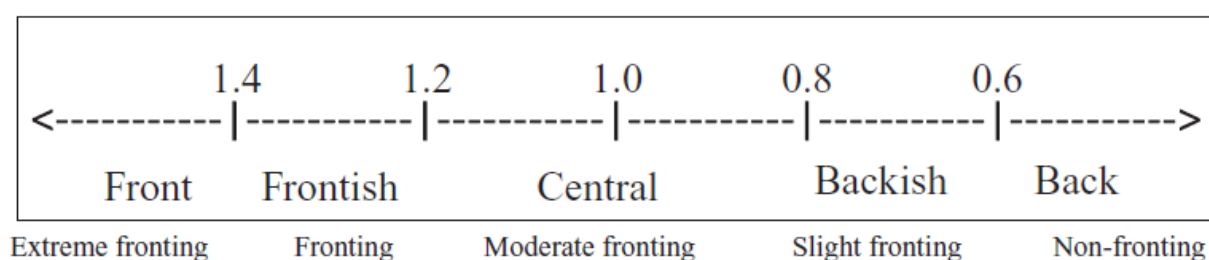 1.4 1.2 1.0 0.8 0.6
<-----------|-----------|-----------|-----------|-----------|----------->
Front Frontish Central Backish Back
Extreme fronting Fronting Moderate fronting Slight fronting Non-fronting